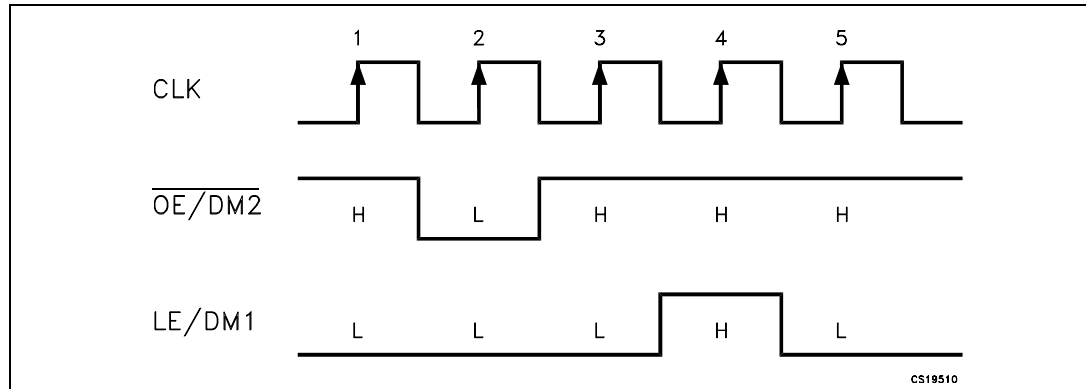 1 2 3 4 5
CLK
OE/DM2
H L H H H
LE/DM1
L L L H L
CS19510